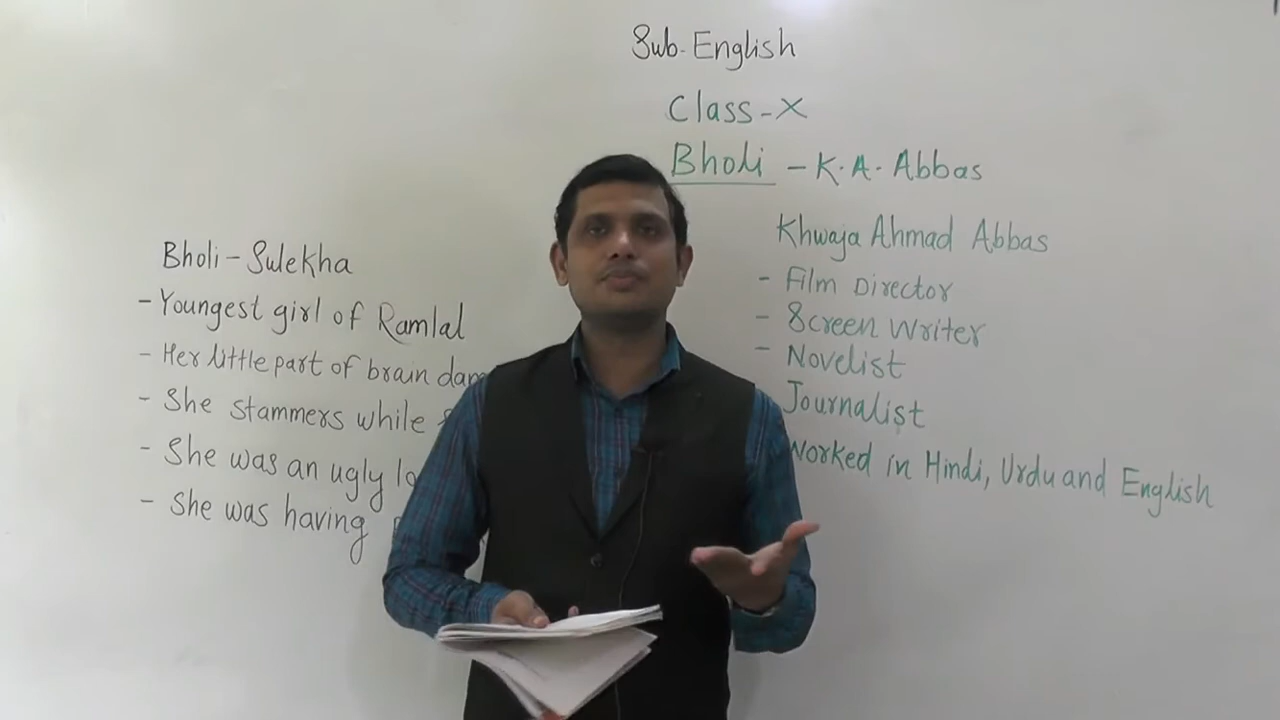 Sub-English
Class-X
Bholi - K.A. Abbas
Khwaja Ahmad Abbas
- Film Director
- Screen Writer
- Novelist
Journalist
Worked in Hindi, Urdu and English
Bholi - Sulekha
- Youngest girl of Ramlal
- Her little part of brain
- She stammers while
- She was an ugly
- She was having